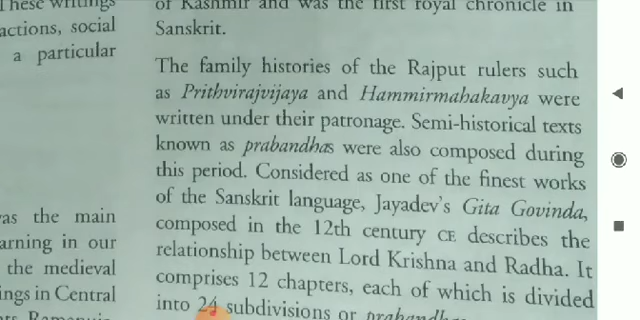 These writings
actions, social
a particular
was the main
arning in our
the medieval
ings in Central
of Kashmir and was the first royal chronicle in
Sanskrit.
The family histories of the Rajput rulers such
as Prithvirajvijaya and Hammirmahakavya were
written under their patronage. Semi-historical texts
known as prabandhas were also composed during
this period. Considered as one of the finest works
of the Sanskrit language, Jayadev's Gita Govinda,
composed in the 12th century CE describes the
relationship between Lord Krishna and Radha. It
comprises 12 chapters, each of which is divided
into 24 subdivisions or